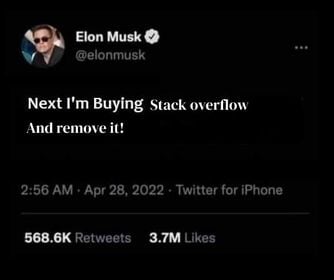 Elon Musk
@elonmusk
Next I'm Buying Stack overflow
And remove it!
2:56 AM · Apr 28, 2022 · Twitter for iPhone
568.6K Retweets 3.7M Likes